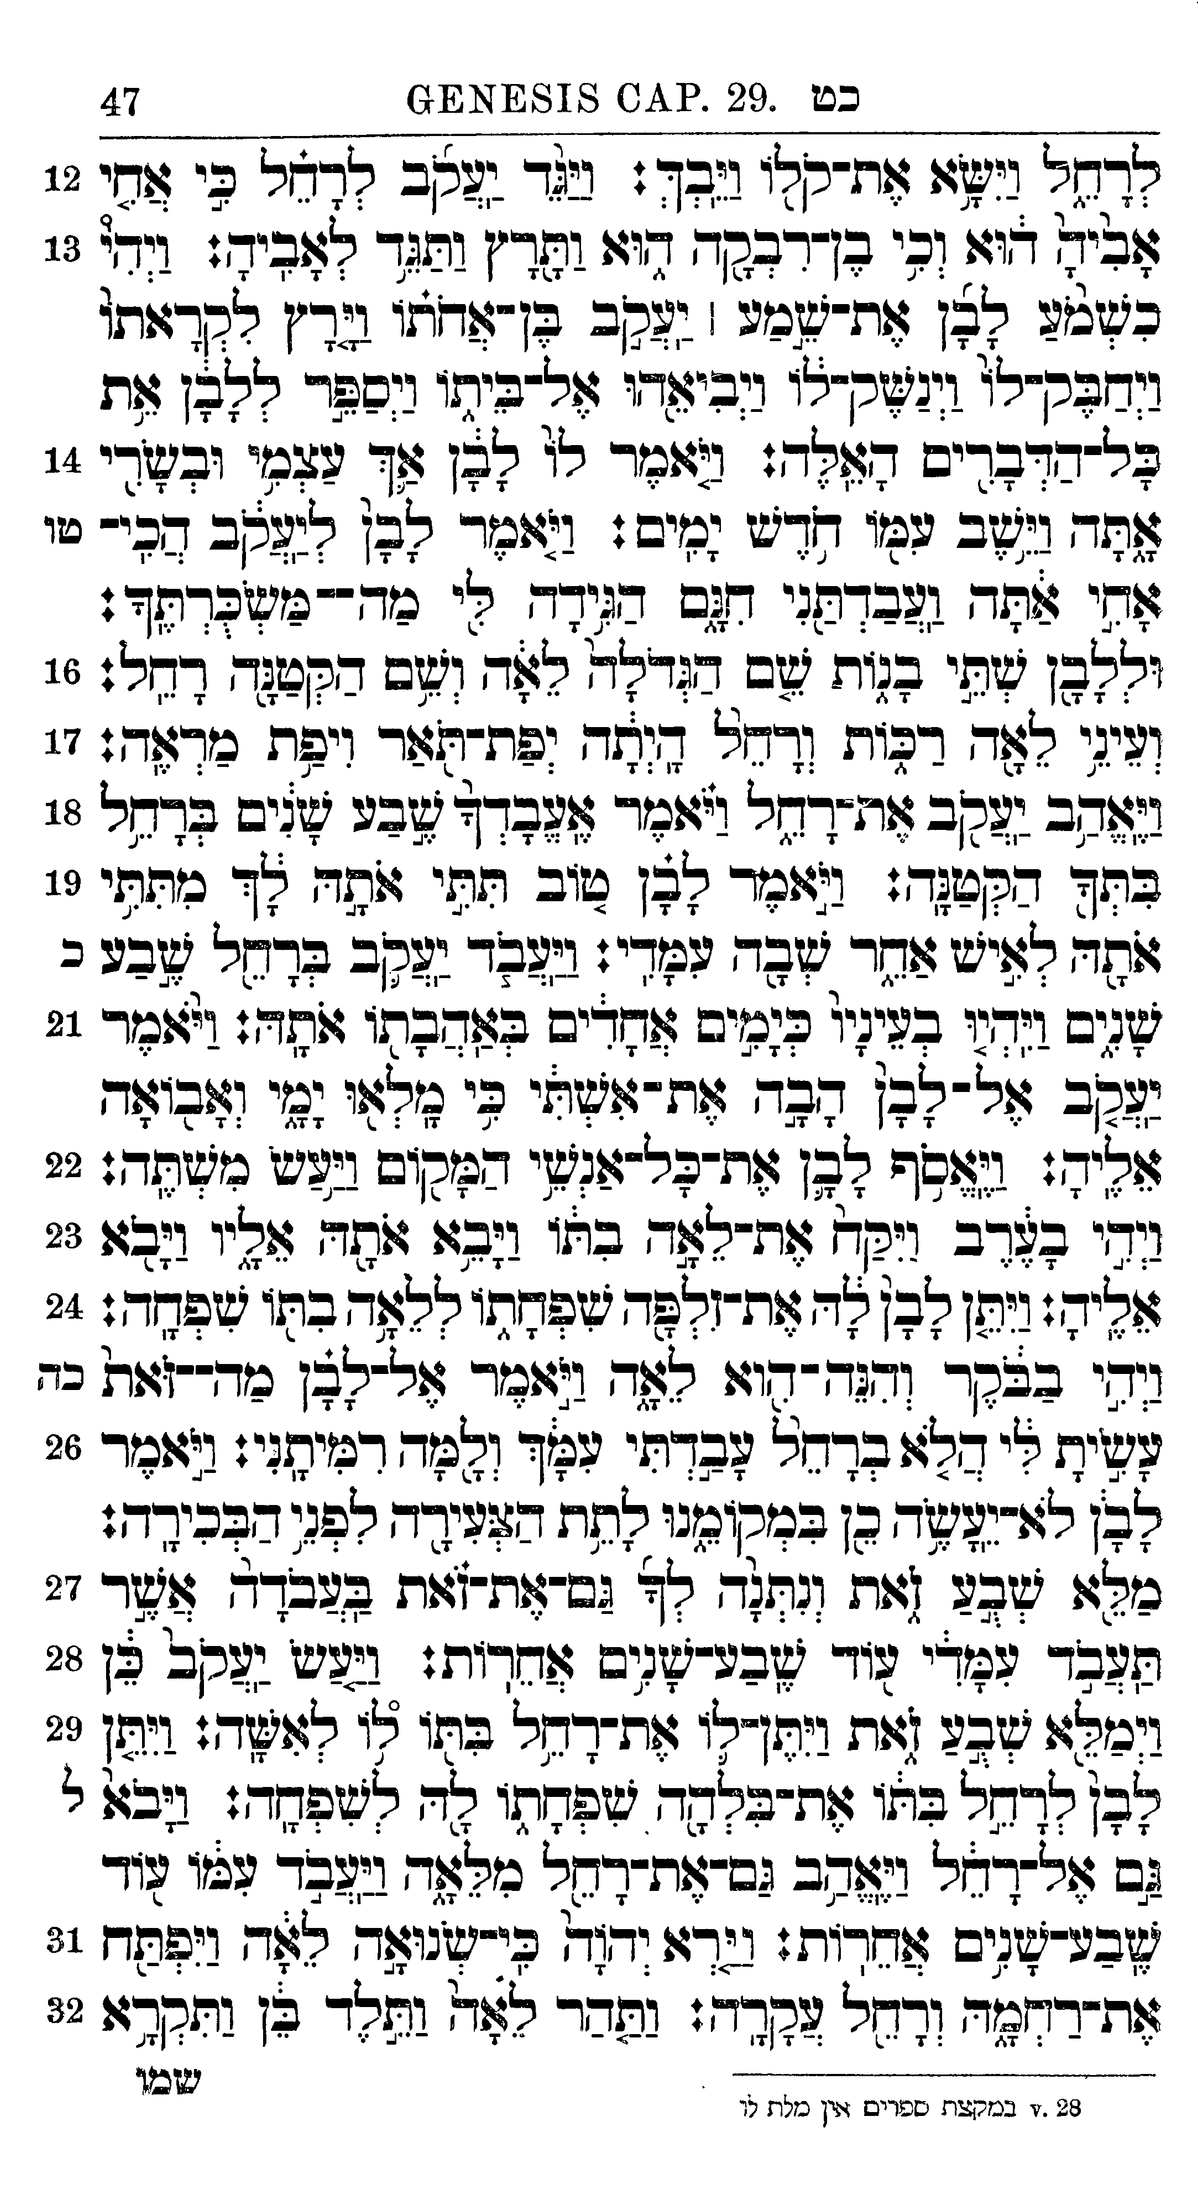 47 GENESIS CAP. 29. כט
לְרָחֵ֑ל וַיִּשָּׂ֥א אֶת־קֹל֖וֹ וַיֵּֽבְךְּ׃ וַיַּגֵּ֨ד יַעֲקֹ֜ב לְרָחֵ֗ל כִּ֣י אֲחִ֤י 12
אָבִ֙יהָ֙ ה֔וּא וְכִ֥י בֶן־רִבְקָ֖ה ה֑וּא וַתָּ֖רָץ וַתַּגֵּ֥ד לְאָבִֽיהָ׃ וַיְהִי֩ 13
כִשְׁמֹ֨עַ לָבָ֜ן אֶת־שֵׁ֣מַע ׀ יַעֲקֹ֣ב בֶּן־אֲחֹת֗וֹ וַיָּ֤רָץ לִקְרָאתוֹ֙
וַיְחַבֶּק־לוֹ֙ וַיְנַשֶּׁק־ל֔וֹ וַיְבִיאֵ֖הוּ אֶל־בֵּית֑וֹ וַיְסַפֵּ֣ר לְלָבָ֔ן אֵ֥ת
כָּל־הַדְּבָרִ֖ים הָאֵֽלֶּה׃ וַיֹּ֤אמֶר לוֹ֙ לָבָ֔ן אַ֛ךְ עַצְמִ֥י וּבְשָׂרִ֖י 14
אָ֑תָּה וַיֵּ֥שֶׁב עִמּ֖וֹ חֹ֥דֶשׁ יָמִֽים׃ וַיֹּ֤אמֶר לָבָן֙ לְיַעֲקֹ֔ב הֲכִֽי־ טו
אָחִ֣י אַ֔תָּה וַעֲבַדְתַּ֖נִי חִנָּ֑ם הַגִּ֥ידָה לִּ֖י מַה־מַּשְׂכֻּרְתֶּֽךָ׃
וּלְלָבָ֖ן שְׁתֵּ֣י בָנ֑וֹת שֵׁ֤ם הַגְּדֹלָה֙ לֵאָ֔ה וְשֵׁ֥ם הַקְּטַנָּ֖ה רָחֵֽל׃ 16
וְעֵינֵ֥י לֵאָ֖ה רַכּ֑וֹת וְרָחֵל֙ הָֽיְתָ֔ה יְפַת־תֹּ֖אַר וִיפַ֥ת מַרְאֶֽה׃ 17
וַיֶּאֱהַ֥ב יַעֲקֹ֖ב אֶת־רָחֵ֑ל וַיֹּ֗אמֶר אֶֽעֱבָדְךָ֙ שֶׁ֣בַע שָׁנִ֔ים בְּרָחֵ֥ל 18
בִּתְּךָ֖ הַקְּטַנָּֽה׃ וַיֹּ֣אמֶר לָבָ֗ן ט֚וֹב תִּתִּ֣י אֹתָ֣הּ לָ֔ךְ מִתִּתִּ֥י 19
אֹתָ֖הּ לְאִ֣ישׁ אַחֵ֑ר שְׁבָ֖ה עִמָּדִֽי׃ וַיַּעֲבֹ֧ד יַעֲקֹ֛ב בְּרָחֵ֖ל שֶׁ֣בַע כ
שָׁנִ֑ים וַיִּֽהְי֤וּ בְעֵינָיו֙ כְּיָמִ֣ים אֲחָדִ֔ים בְּאַֽהֲבָת֖וֹ אֹתָֽהּ׃ וַיֹּ֨אמֶר 21
יַעֲקֹ֤ב אֶל־לָבָן֙ הָבָ֣ה אֶת־אִשְׁתִּ֔י כִּ֥י מָֽלְא֖וּ יָמָ֑י וְאָב֖וֹאָה
אֵלֶֽיהָ׃ וַיֶּאֱסֹ֥ף לָבָ֛ן אֶת־כָּל־אַנְשֵׁ֥י הַמָּק֖וֹם וַיַּ֥עַשׂ מִשְׁתֶּֽה׃ 22
וַיְהִ֣י בָעֶ֔רֶב וַיִּקַּח֙ אֶת־לֵאָ֣ה בִתּ֔וֹ וַיָּבֵ֥א אֹתָ֖הּ אֵלָ֑יו וַיָּבֹ֖א 23
אֵלֶֽיהָ׃ וַיִּתֵּ֤ן לָבָן֙ לָ֔הּ אֶת־זִלְפָּ֖ה שִׁפְחָת֑וֹ לְלֵאָ֥ה בִתּ֖וֹ שִׁפְחָֽה׃ 24
וַיְהִ֣י בַבֹּ֔קֶר וְהִנֵּה־הִ֖וא לֵאָ֑ה וַיֹּ֣אמֶר אֶל־לָבָ֗ן מַה־זֹּאת֙ כה
עָשִׂ֣יתָ לִּ֔י הֲלֹ֤א בְרָחֵל֙ עָבַ֣דְתִּי עִמָּ֔ךְ וְלָ֖מָּה רִמִּיתָֽנִי׃ וַיֹּ֣אמֶר 26
לָבָ֔ן לֹא־יֵעָשֶׂ֥ה כֵ֖ן בִּמְקוֹמֵ֑נוּ לָתֵ֥ת הַצְּעִירָ֖ה לִפְנֵ֥י הַבְּכִירָֽה׃
מַלֵּ֖א שְׁבֻ֣עַ זֹ֑את וְנִתְּנָ֨ה לְךָ֜ גַּם־אֶת־זֹ֗את בַּעֲבֹדָה֙ אֲשֶׁ֣ר 27
תַּעֲבֹ֣ד עִמָּדִ֔י ע֖וֹד שֶֽׁבַע־שָׁנִ֥ים אֲחֵרֽוֹת׃ וַיַּ֤עַשׂ יַעֲקֹב֙ כֵּ֔ן 28
וַיְמַלֵּ֖א שְׁבֻ֣עַ זֹ֑את וַיִּתֶּן־ל֛וֹ אֶת־רָחֵ֥ל בִּתּ֖וֹ ל֥וֹ לְאִשָּֽׁה׃ וַיִּתֵּ֤ן 29
לָבָן֙ לְרָחֵ֣ל בִּתּ֔וֹ אֶת־בִּלְהָ֖ה שִׁפְחָת֑וֹ לָ֖הּ לְשִׁפְחָֽה׃ וַיָּבֹא֙ ל
גַּ֣ם אֶל־רָחֵ֔ל וַיֶּאֱהַ֥ב גַּֽם־אֶת־רָחֵ֖ל מִלֵּאָ֑ה וַיַּעֲבֹ֣ד עִמּ֔וֹ ע֖וֹד
שֶֽׁבַע־שָׁנִ֥ים אֲחֵרֽוֹת׃ וַיַּ֤רְא יְהוָֹה֙ כִּֽי־שְׂנוּאָ֣ה לֵאָ֔ה וַיִּפְתַּ֖ח 31
אֶת־רַחְמָ֑הּ וְרָחֵ֖ל עֲקָרָֽה׃ וַתַּ֤הַר לֵאָה֙ וַתֵּ֣לֶד בֵּ֔ן וַתִּקְרָ֥א 32
שמו
v. 28 במקצת ספרים אין מלת לו